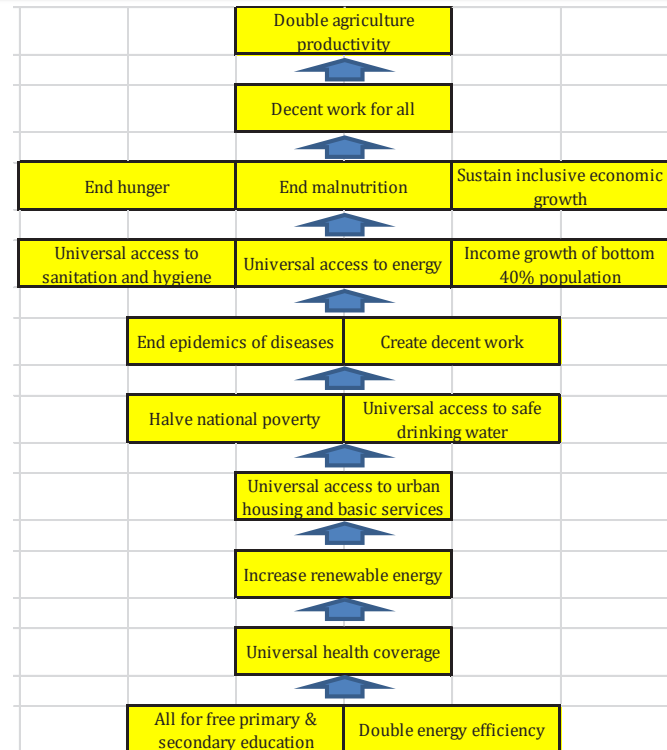 Double agriculture
productivity
Decent work for all
End hunger
End malnutrition
Sustain inclusive economic
growth
Universal access to
sanitation and hygiene
Universal access to energy
Income growth of bottom
40% population
End epidemics of diseases
Create decent work
Halve national poverty
Universal access to safe
drinking water
Universal access to urban
housing and basic services
Increase renewable energy
Universal health coverage
All for free primary &
secondary education
Double energy efficiency